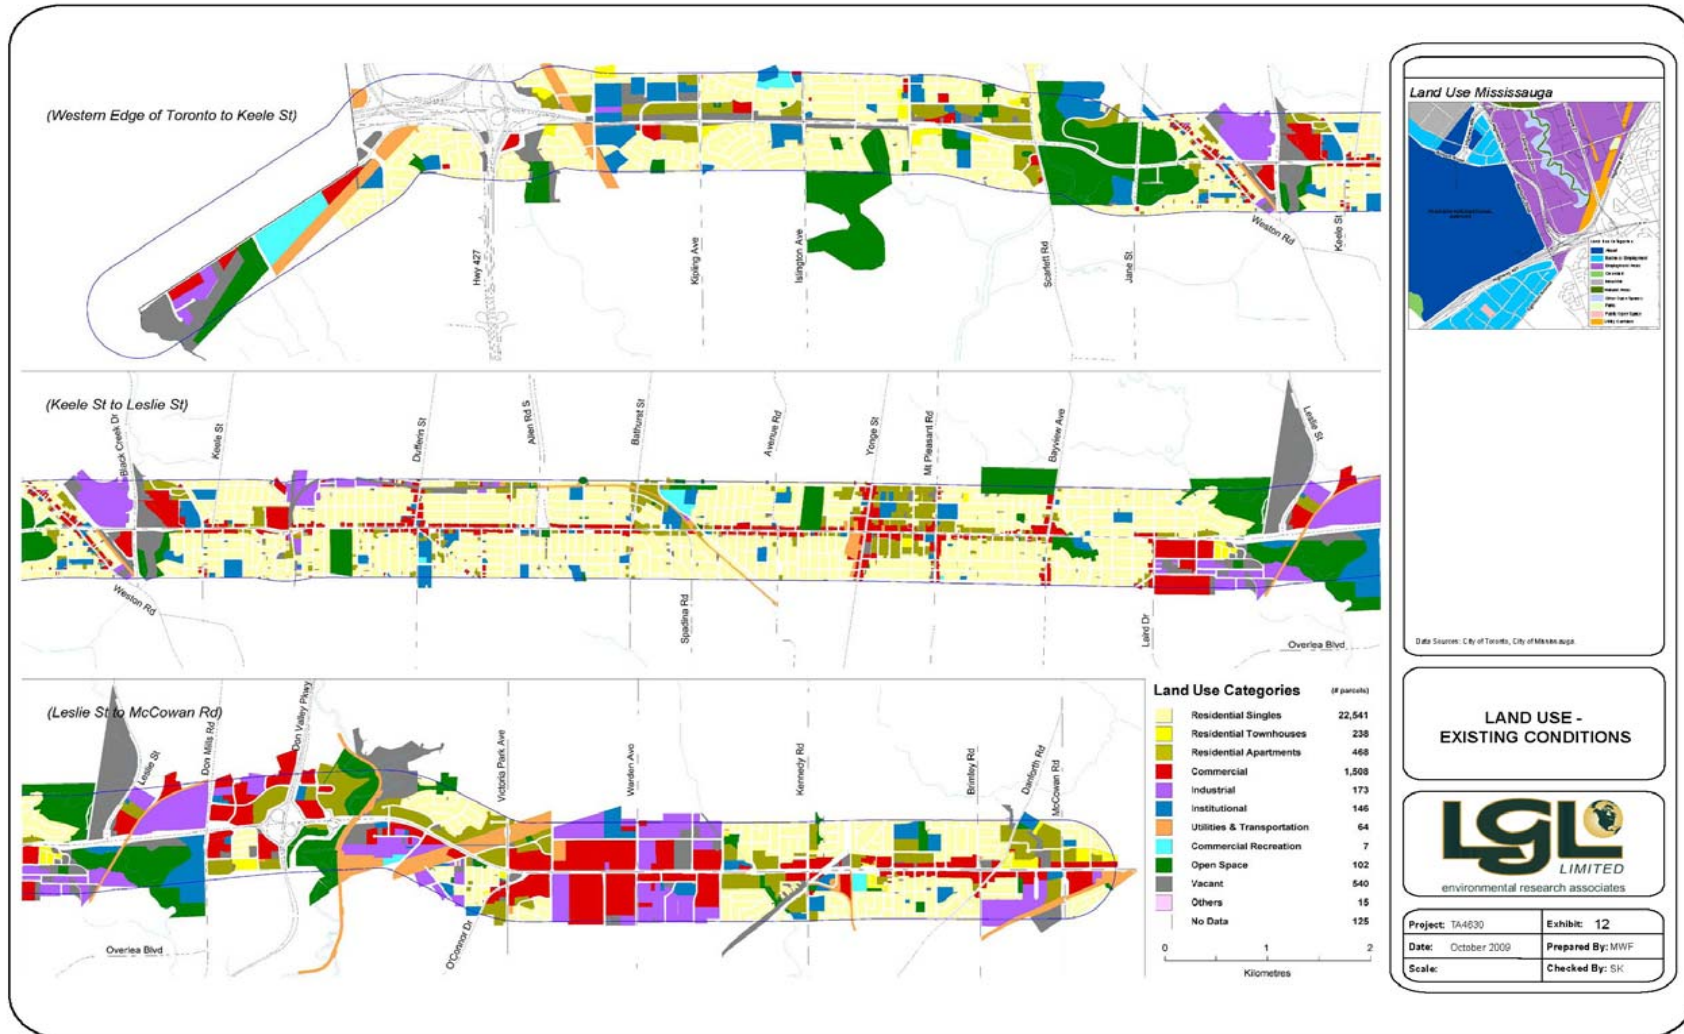 (Western Edge of Toronto to Keele St)
Hwy 427
Kipling Ave
Islington Ave
Scarlett Rd
Jane St
Weston Rd
Keele St
Land Use Mississauga
Airport
Business Employment
Utility Corridor
Data Sources: City of Toronto, City of Mississauga.
(Keele St to Leslie St)
Black Creek Dr
Keele St
Dufferin St
Allen Rd S
Bathurst St
Avenue Rd
Yonge St
Mt Pleasant Rd
Bayview Ave
Leslie St
Weston Rd
Spadina Rd
Laird Dr
Overlea Blvd
(Leslie St to McCowan Rd)
Leslie St
Don Mills Rd
Don Valley Pkwy
Victoria Park Ave
Warden Ave
Kennedy Rd
Brimley Rd
Danforth Rd
McCowan Rd
Overlea Blvd
O'Connor Dr
Land Use Categories (# parcels)
Residential Singles 22,541
Residential Townhouses 238
Residential Apartments 468
Commercial 1,508
Industrial 173
Institutional 146
Utilities & Transportation 64
Commercial Recreation 7
Open Space 102
Vacant 540
Others 15
No Data 125
0 1 2
Kilometres
LAND USE -
EXISTING CONDITIONS
LGL
LIMITED
environmental research associates
Project: TA4630 Exhibit: 12
Date: October 2009 Prepared By: MWF
Scale: Checked By: SK